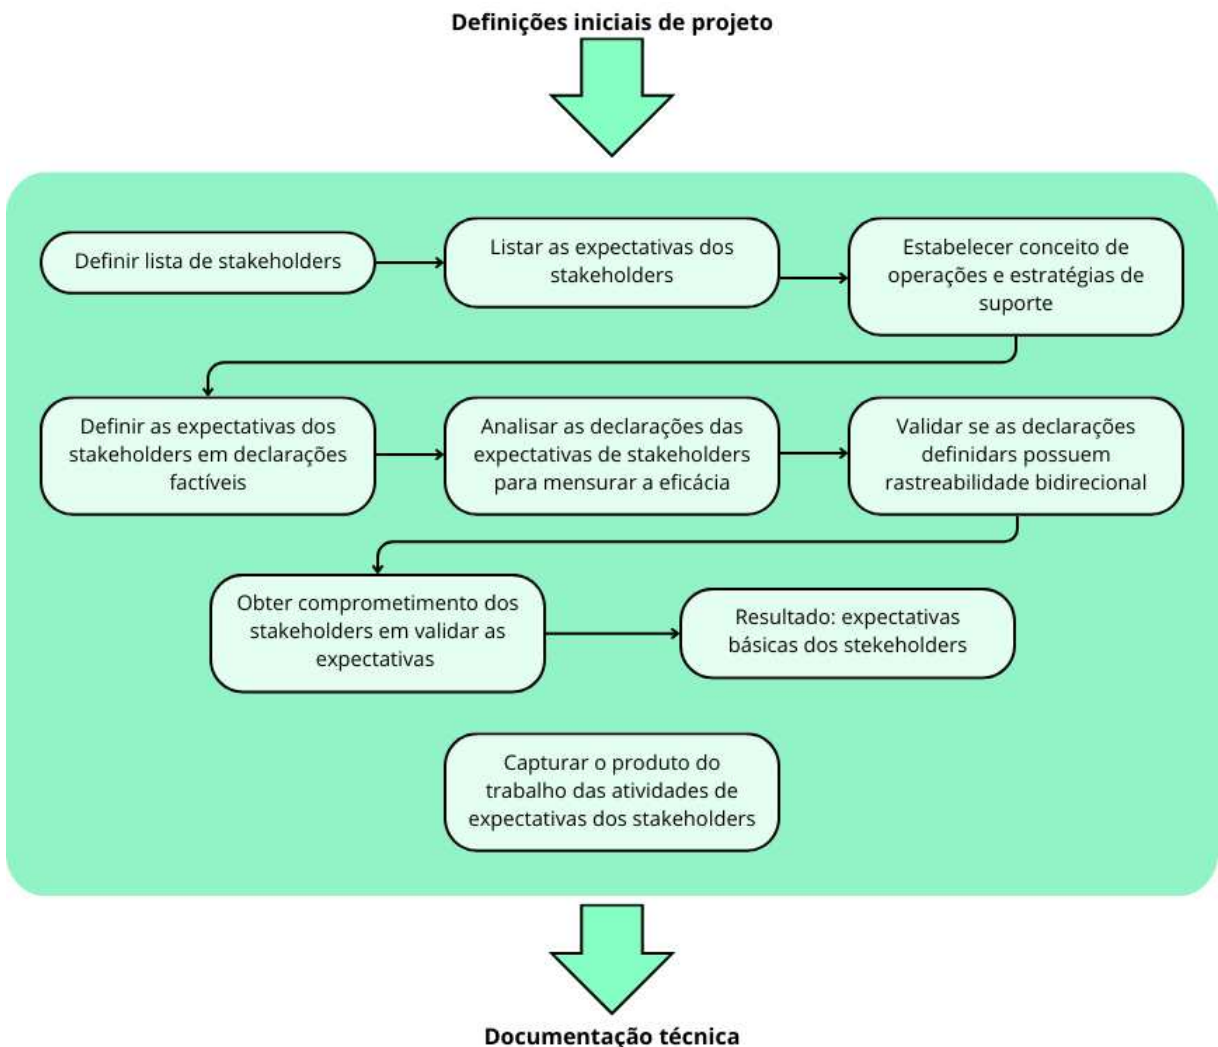 Definições iniciais de projeto
Definir lista de stakeholders
Listar as expectativas dos
stakeholders
Estabelecer conceito de
operações e estratégias de
suporte
Definir as expectativas dos
stakeholders em declarações
factíveis
Analisar as declarações das
expectativas de stakeholders
para mensurar a eficácia
Validar se as declarações
definidars possuem
rastreabilidade bidirecional
Obter comprometimento dos
stakeholders em validar as
expectativas
Resultado: expectativas
básicas dos stekeholders
Capturar o produto do
trabalho das atividades de
expectativas dos stakeholders
Documentação técnica